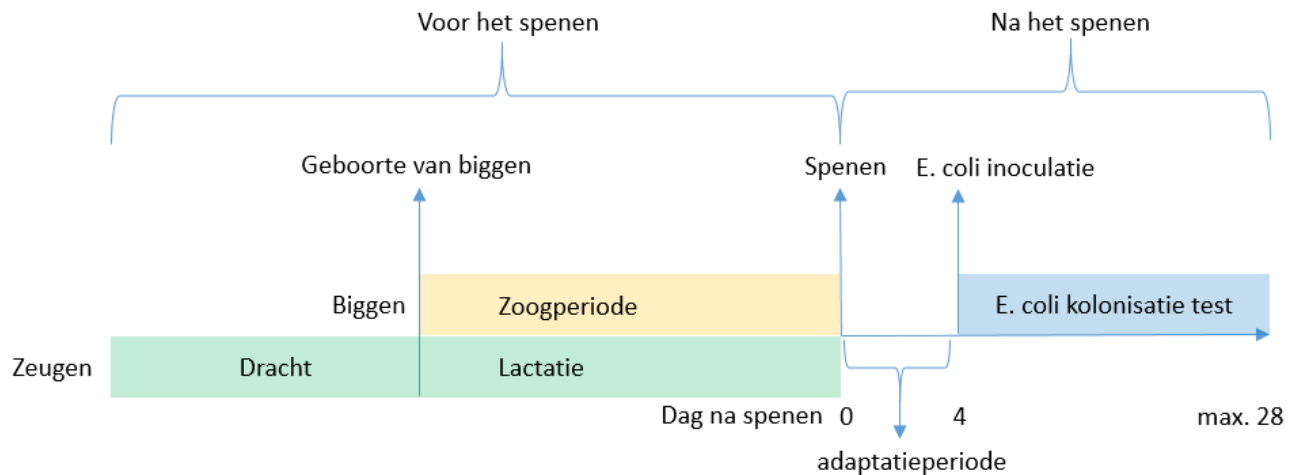 Voor het spenen
Na het spenen
Geboorte van biggen
Spenen
E. coli inoculatie
Biggen
Zoogperiode
E. coli kolonisatie test
Zeugen
Dracht
Lactatie
Dag na spenen 0 4 max. 28
adaptatieperiode